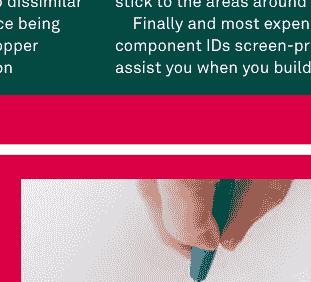 dissimilar
ce being
opper
on
stick to the areas around
Finally and most expen
component IDs screen-pr
assist you when you build